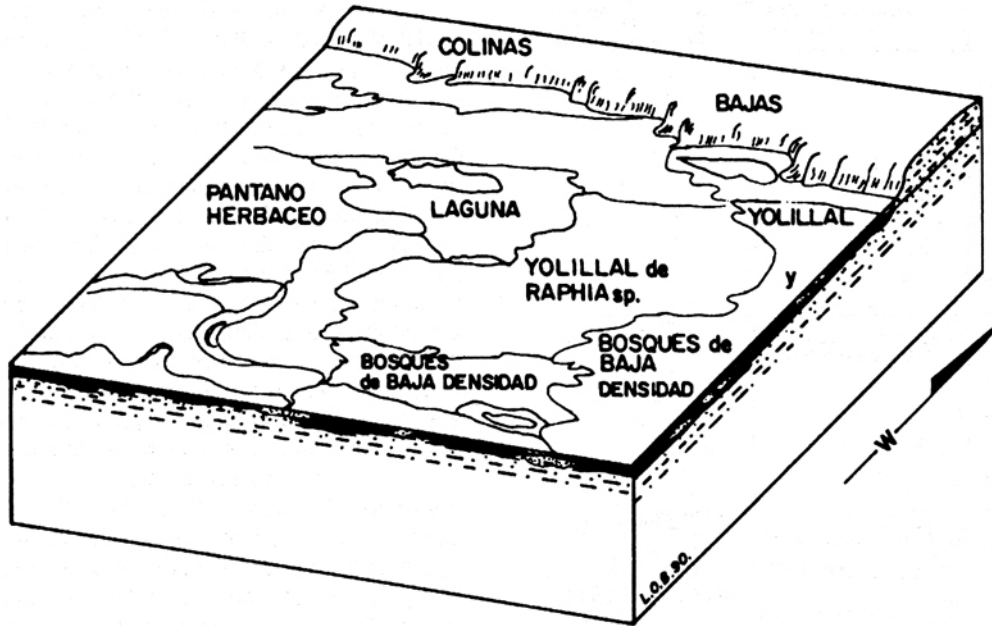 COLINAS
BAJAS
PANTANO
HERBACEO
LAGUNA
YOLILLAL
YOLILLAL de
RAPHIA sp.
y
BOSQUES
de BAJA DENSIDAD
BOSQUES de
BAJA
DENSIDAD
W
L.O.B.90.